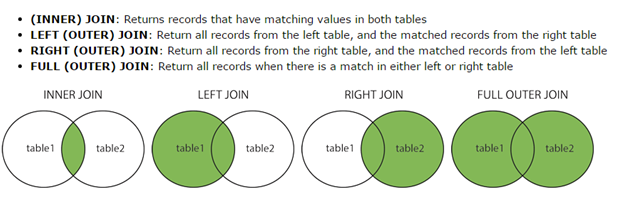 (INNER) JOIN: Returns records that have matching values in both tables
LEFT (OUTER) JOIN: Return all records from the left table, and the matched records from the right table
RIGHT (OUTER) JOIN: Return all records from the right table, and the matched records from the left table
FULL (OUTER) JOIN: Return all records when there is a match in either left or right table
INNER JOIN LEFT JOIN RIGHT JOIN FULL OUTER JOIN
table1 table2 table1 table2 table1 table2 table1 table2